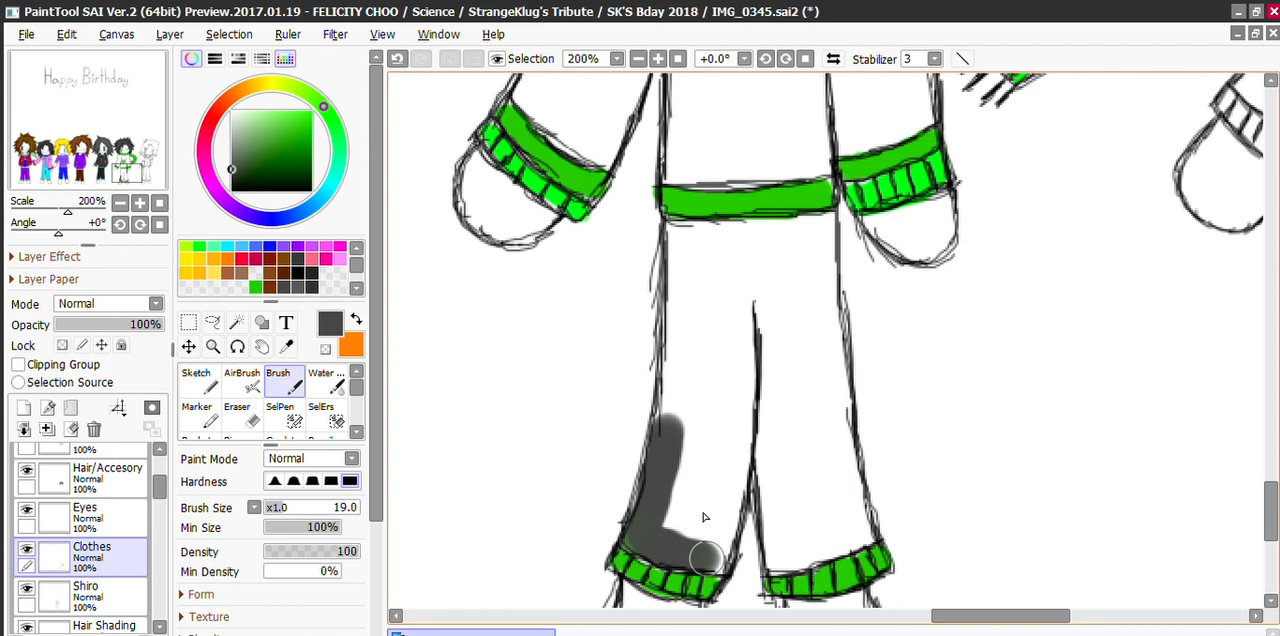 PaintTool SAI Ver.2 (64bit) Preview.2017.01.19 - FELICITY CHOO / Science / StrangeKlug's Tribute / SK'S Bday 2018 / IMG_0345.sai2 (*)
File Edit Canvas Layer Selection Ruler Filter View Window Help
Selection 200% +0.0° Stabilizer 3
Happy Birthday
Scale 200%
Angle +0°
Layer Effect
Layer Paper
Mode Normal
Opacity 100%
Lock
Clipping Group
Selection Source
100%
Hair/Accesory
Normal
100%
Eyes
Normal
100%
Clothes
Normal
100%
Shiro
Normal
100%
Hair Shading
T
Sketch AirBrush Brush Water ...
Marker Eraser SelPen SelErs
Paint Mode Normal
Hardness
Brush Size x1.0 19.0
Min Size 100%
Density 100
Min Density 0%
Form
Texture